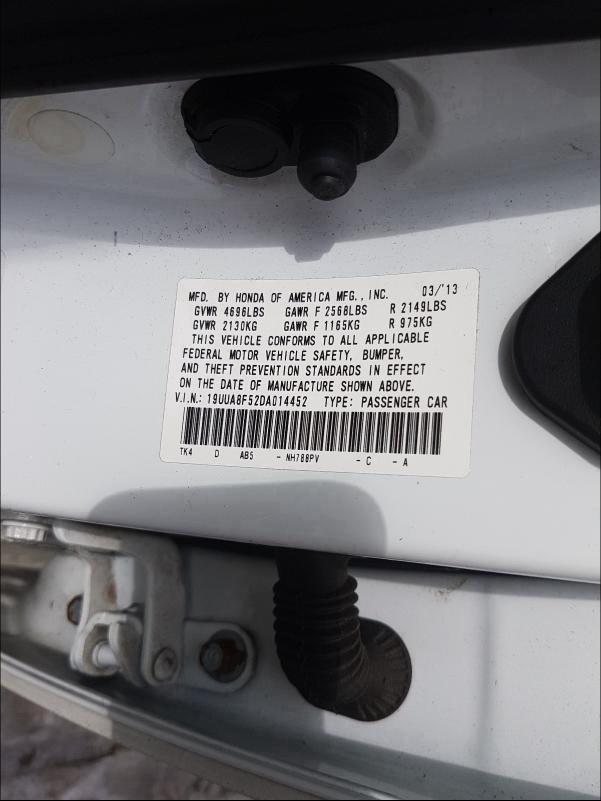 MFD. BY HONDA OF AMERICA MFG., INC. 03/'13
GVWR 4696LBS GAWR F 2568LBS R 2149LBS
GVWR 2130KG GAWR F 1165KG R 975KG
THIS VEHICLE CONFORMS TO ALL APPLICABLE
FEDERAL MOTOR VEHICLE SAFETY, BUMPER,
AND THEFT PREVENTION STANDARDS IN EFFECT
ON THE DATE OF MANUFACTURE SHOWN ABOVE.
V.I.N.: 19UUA8F52DA014452 TYPE: PASSENGER CAR
TK4 D AB5 - NH788PV - C - A